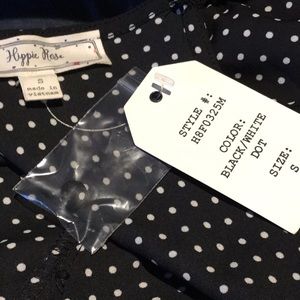 Hippie Rose
S
made in
vietnam
STYLE #:
H8F0325M
COLOR:
BLACK/WHITE
DOT
SIZE:
S